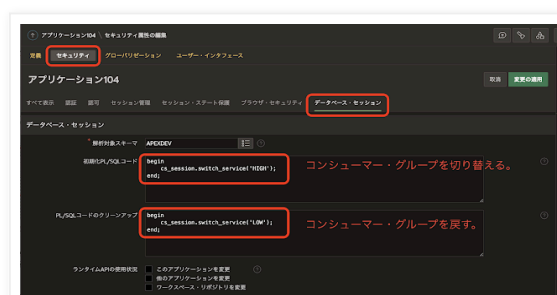 アプリケーション104 \ セキュリティ属性の編集
定義 セキュリティ グローバリゼーション ユーザー・インタフェース
アプリケーション104
取消 変更の適用
すべて表示 認証 認可 セッション管理 セッション・ステート保護 ブラウザ・セキュリティ データベース・セッション
データベース・セッション
* 解析対象スキーマ APEXDEV
初期化PL/SQLコード
begin
cs_session.switch_service('HIGH');
end;
コンシューマー・グループを切り替える。
PL/SQLコードのクリーンアップ
begin
cs_session.switch_service('LOW');
end;
コンシューマー・グループを戻す。
ランタイムAPIの使用状況
このアプリケーションを変更
他のアプリケーションを変更
ワークスペース・リポジトリを変更